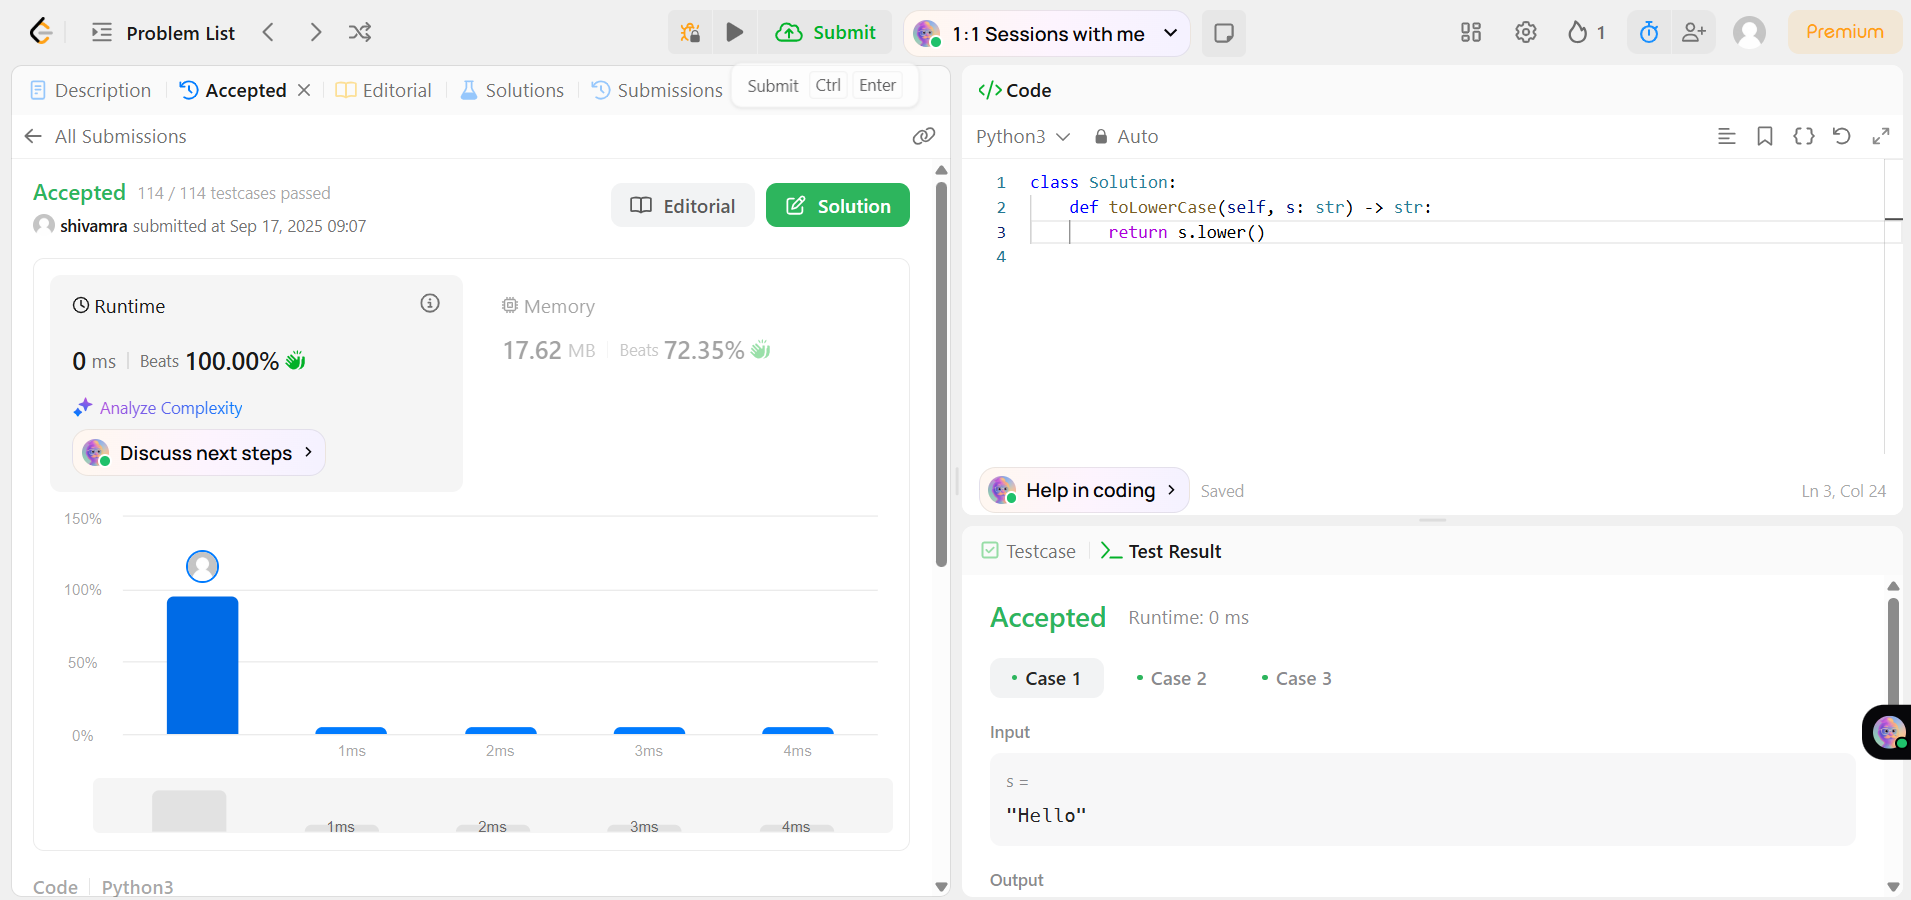 Problem List
Submit
1:1 Sessions with me
1
Premium
Description
Accepted
Editorial
Solutions
Submissions
Submit Ctrl Enter
All Submissions
Accepted 114 / 114 testcases passed
shivamra submitted at Sep 17, 2025 09:07
Editorial
Solution
Runtime
0 ms Beats 100.00%
Analyze Complexity
Discuss next steps
Memory
17.62 MB Beats 72.35%
150%
100%
50%
0%
1ms 2ms 3ms 4ms
1ms 2ms 3ms 4ms
Code Python3
</> Code
Python3 Auto
1 class Solution:
2     def toLowerCase(self, s: str) -> str:
3         return s.lower()
4
Help in coding
Saved
Ln 3, Col 24
Testcase
Test Result
Accepted Runtime: 0 ms
Case 1 Case 2 Case 3
Input
s =
"Hello"
Output